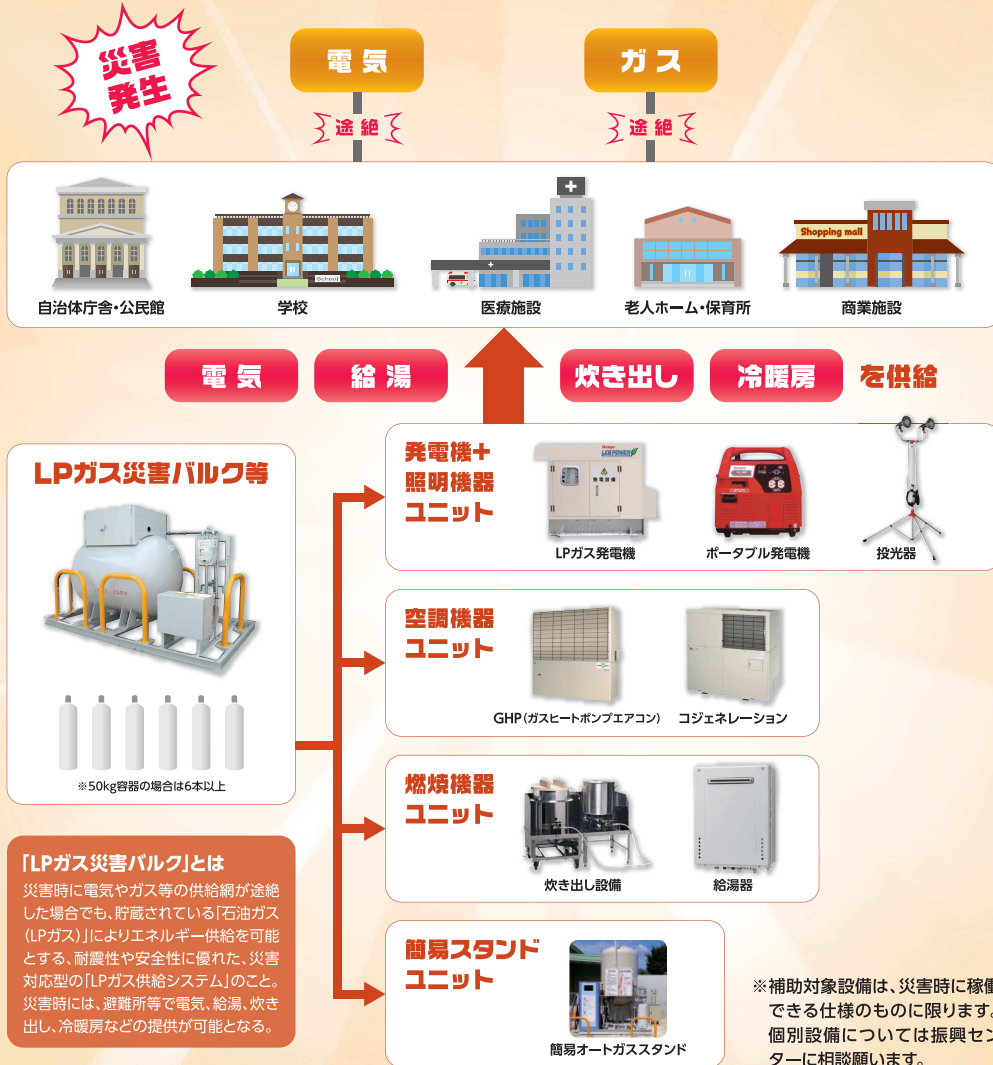 災害
発生
電気
ガス
途絶
途絶
School
Shopping mall
自治体庁舎・公民館
学校
医療施設
老人ホーム・保育所
商業施設
電気
給湯
炊き出し
冷暖房
を供給
LPガス災害バルク等
※50kg容器の場合は6本以上
発電機+
照明機器
ユニット
LEG POWER
発電設備
LPガス発電機
ポータブル発電機
投光器
空調機器
ユニット
GHP(ガスヒートポンプエアコン)
コジェネレーション
燃焼機器
ユニット
炊き出し設備
給湯器
簡易スタンド
ユニット
簡易オートガススタンド
「LPガス災害バルク」とは
災害時に電気やガス等の供給網が途絶
した場合でも、貯蔵されている「石油ガス
(LPガス)」によりエネルギー供給を可能
とする、耐震性や安全性に優れた、災害
対応型の「LPガス供給システム」のこと。
災害時には、避難所等で電気、給湯、炊き
出し、冷暖房などの提供が可能となる。
※補助対象設備は、災害時に稼働
できる仕様のものに限ります。
個別設備については振興セン
ターに相談願います。